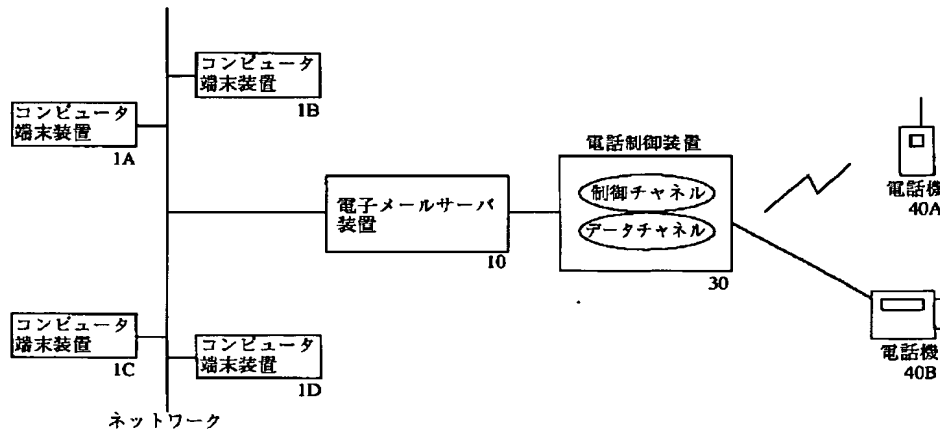 コンピュータ
端末装置
1B
コンピュータ
端末装置
1A
電話制御装置
制御チャネル
データチャネル
30
電子メールサーバ
装置
10
電話機
40A
コンピュータ
端末装置
1C
コンピュータ
端末装置
1D
電話機
40B
ネットワーク